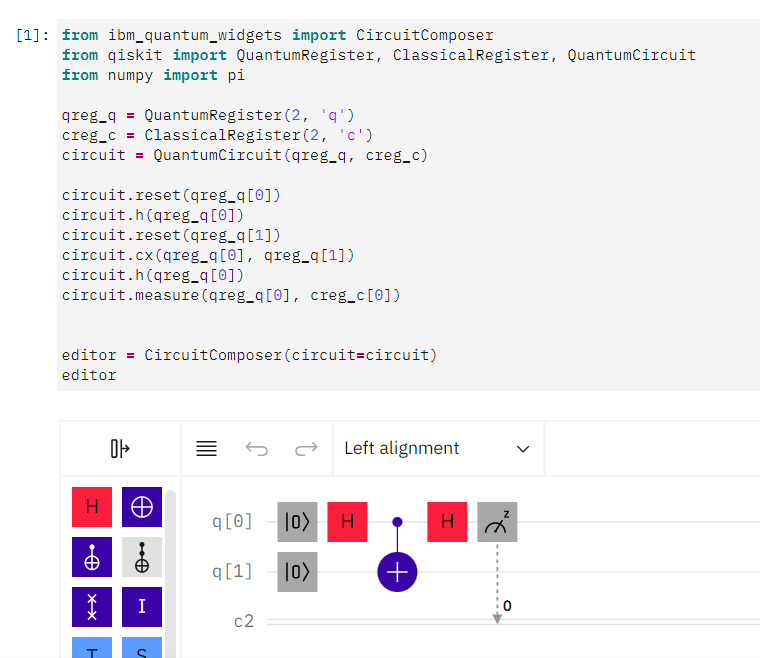 [1]: from ibm_quantum_widgets import CircuitComposer
from qiskit import QuantumRegister, ClassicalRegister, QuantumCircuit
from numpy import pi
qreg_q = QuantumRegister(2, 'q')
creg_c = ClassicalRegister(2, 'c')
circuit = QuantumCircuit(qreg_q, creg_c)
circuit.reset(qreg_q[0])
circuit.h(qreg_q[0])
circuit.reset(qreg_q[1])
circuit.cx(qreg_q[0], qreg_q[1])
circuit.h(qreg_q[0])
circuit.measure(qreg_q[0], creg_c[0])
editor = CircuitComposer(circuit=circuit)
editor
Left alignment
H
q[0] |0⟩ H H z
q[1] |0⟩
I
c2 0
T S